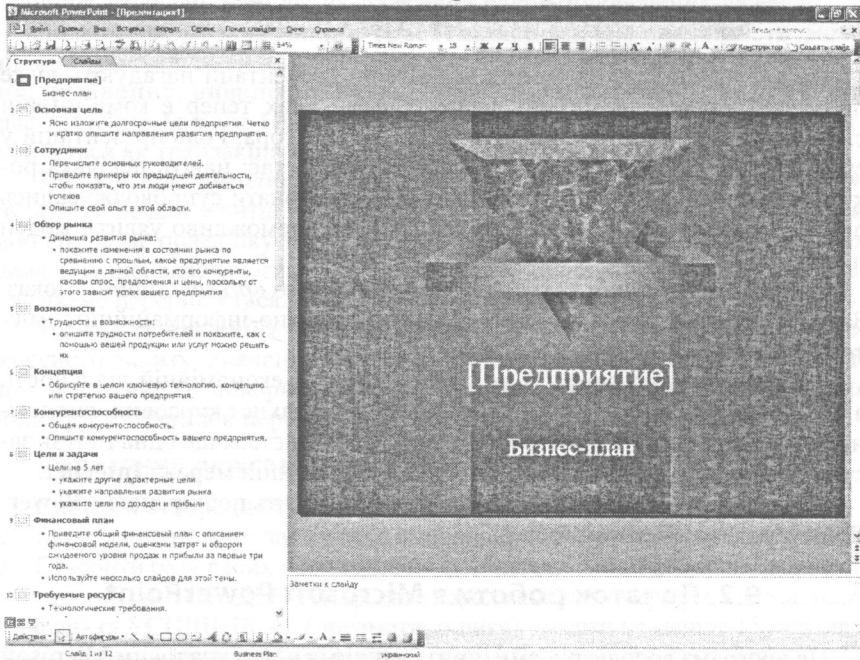 Microsoft PowerPoint - [Презентация1]
Файл Правка Вид Вставка Формат Сервис Показ слайдов Окно Справка
54% Times New Roman 18 Ж К Ч S Конструктор Создать слайд
Структура Слайды
1 [Предприятие]
Бизнес-план
2 Основная цель
• Ясно изложите долгосрочные цели предприятия. Четко
и кратко опишите направления развития предприятия.
3 Сотрудники
• Перечислите основных руководителей.
• Приведите примеры их предыдущей деятельности,
чтобы показать, что эти люди умеют добиваться
успехов
• Опишите свой опыт в этой области.
4 Обзор рынка
• Динамика развития рынка:
• покажите изменения в состоянии рынка по
сравнению с прошлым, какое предприятие является
ведущим в данной области, кто его конкуренты,
каковы спрос, предложения и цены, поскольку от
этого зависит успех вашего предприятия
5 Возможности
• Трудности и возможности:
• опишите трудности потребителей и покажите, как с
помощью вашей продукции или услуг можно решить
их
6 Концепция
• Обрисуйте в целом ключевую технологию, концепцию
или стратегию вашего предприятия.
7 Конкурентоспособность
• Общая конкурентоспособность.
• Опишите конкурентоспособность вашего предприятия.
8 Цели и задачи
• Цели на 5 лет
• укажите другие характерные цели
• укажите направления развития рынка
• укажите цели по доходам и прибыли
9 Финансовый план
• Приведите общий финансовый план с описанием
финансовой модели, оценками затрат и обзором
ожидаемого уровня продаж и прибыли за первые три
года.
• Используйте несколько слайдов для этой темы.
10 Требуемые ресурсы
• Технологические требования.
[Предприятие]
Бизнес-план
Заметки к слайду
Действия Автофигуры
Слайд 1 из 12 Business Plan украинский